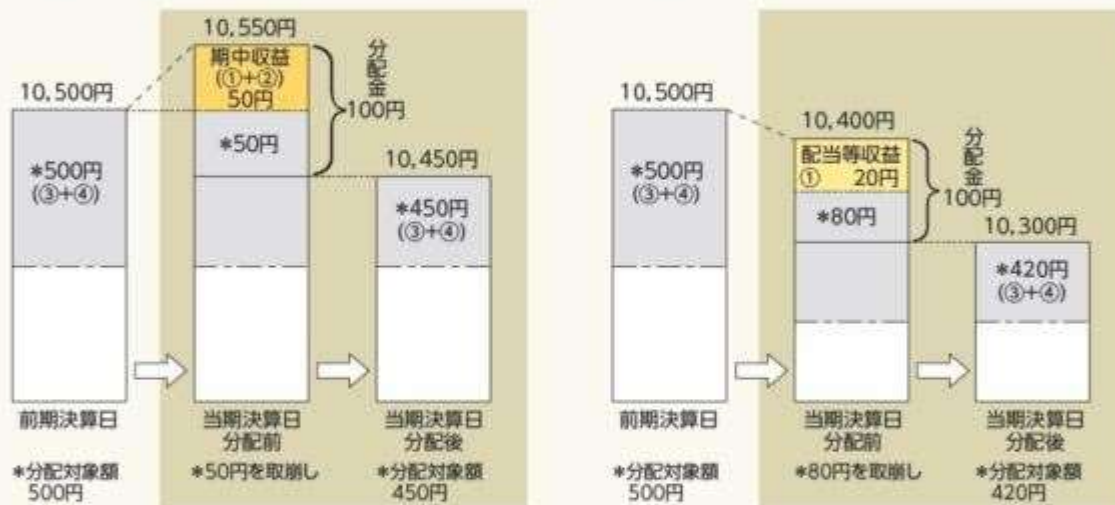 10,550円
期中収益
(①+②)
50円
分配金
100円
10,500円
*50円
10,450円
*500円
(③+④)
*450円
(③+④)
前期決算日
当期決算日
分配前
当期決算日
分配後
*分配対象額
500円
*50円を取崩し
*分配対象額
450円
10,500円
10,400円
配当等収益
① 20円
分配金
100円
*500円
(③+④)
*80円
10,300円
*420円
(③+④)
前期決算日
当期決算日
分配前
当期決算日
分配後
*分配対象額
500円
*80円を取崩し
*分配対象額
420円